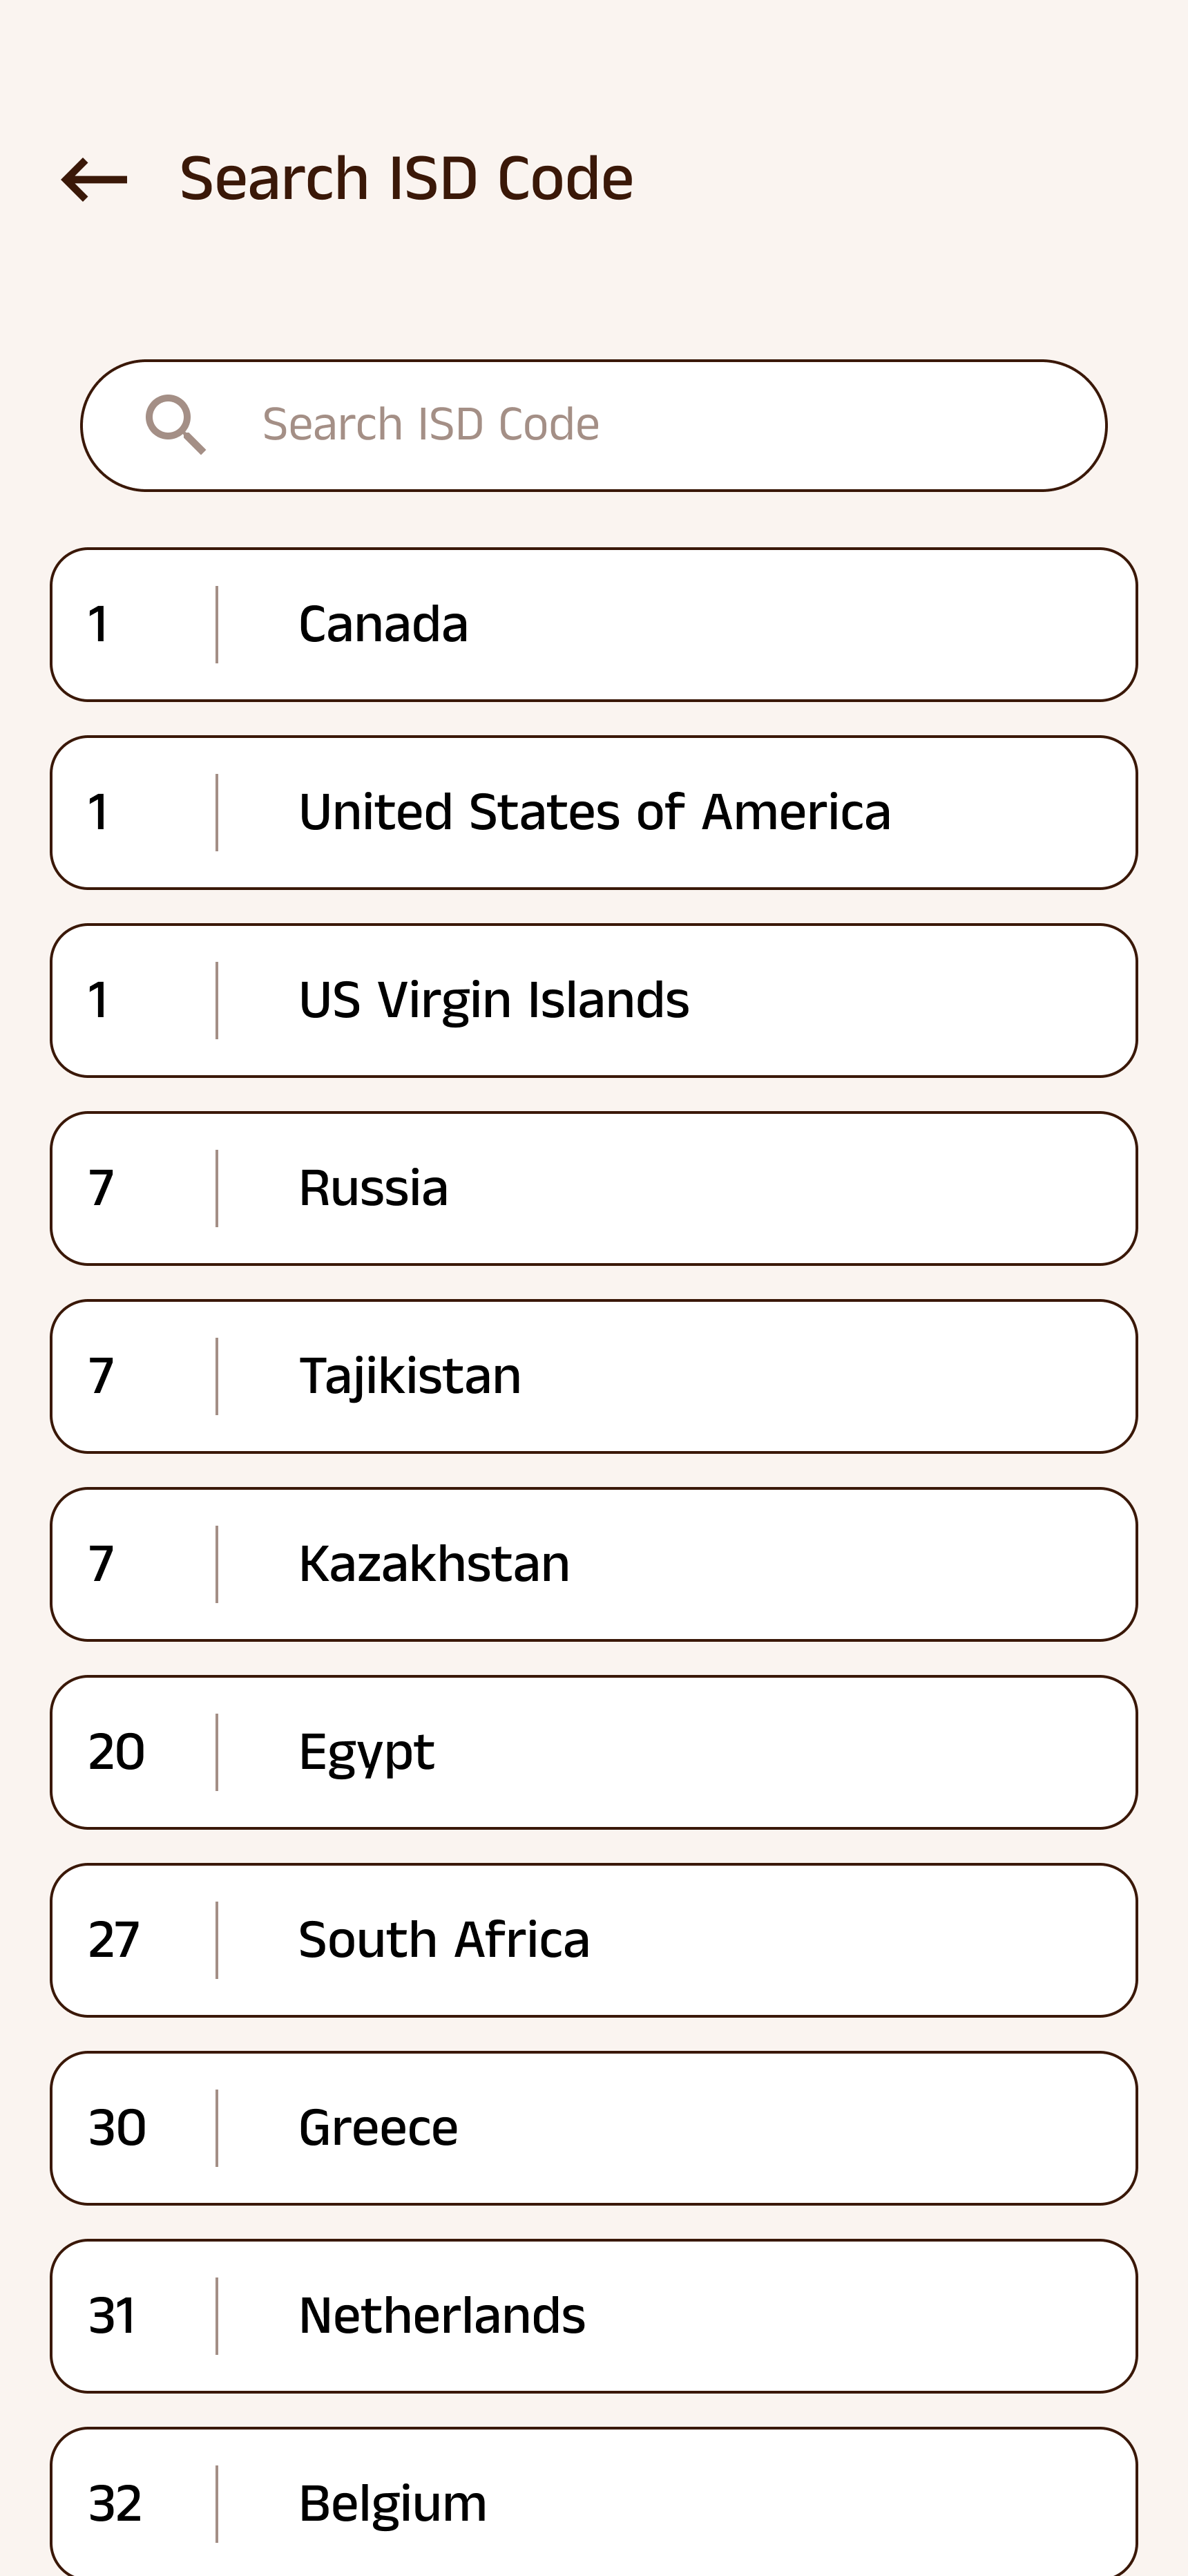 Search ISD Code
Search ISD Code
1 Canada
1 United States of America
1 US Virgin Islands
7 Russia
7 Tajikistan
7 Kazakhstan
20 Egypt
27 South Africa
30 Greece
31 Netherlands
32 Belgium